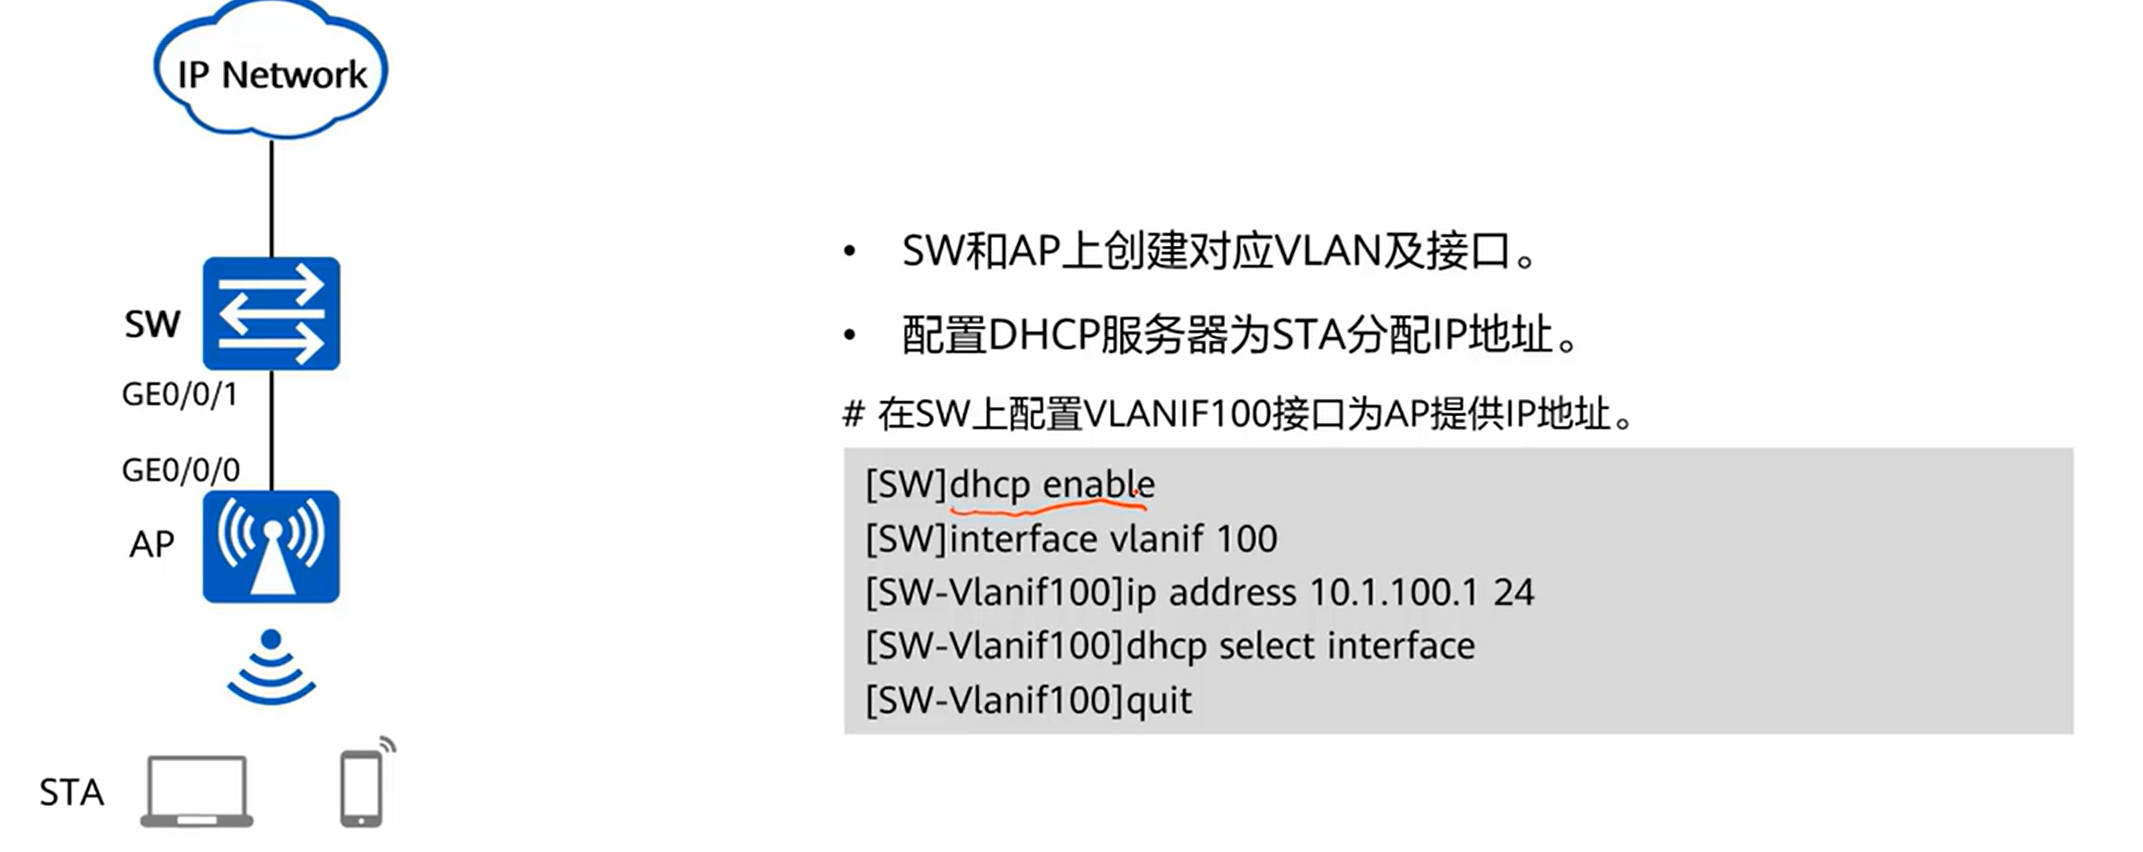 IP Network
SW
GE0/0/1
GE0/0/0
AP
STA
• SW和AP上创建对应VLAN及接口。
• 配置DHCP服务器为STA分配IP地址。
# 在SW上配置VLANIF100接口为AP提供IP地址。
[SW]dhcp enable
[SW]interface vlanif 100
[SW-Vlanif100]ip address 10.1.100.1 24
[SW-Vlanif100]dhcp select interface
[SW-Vlanif100]quit